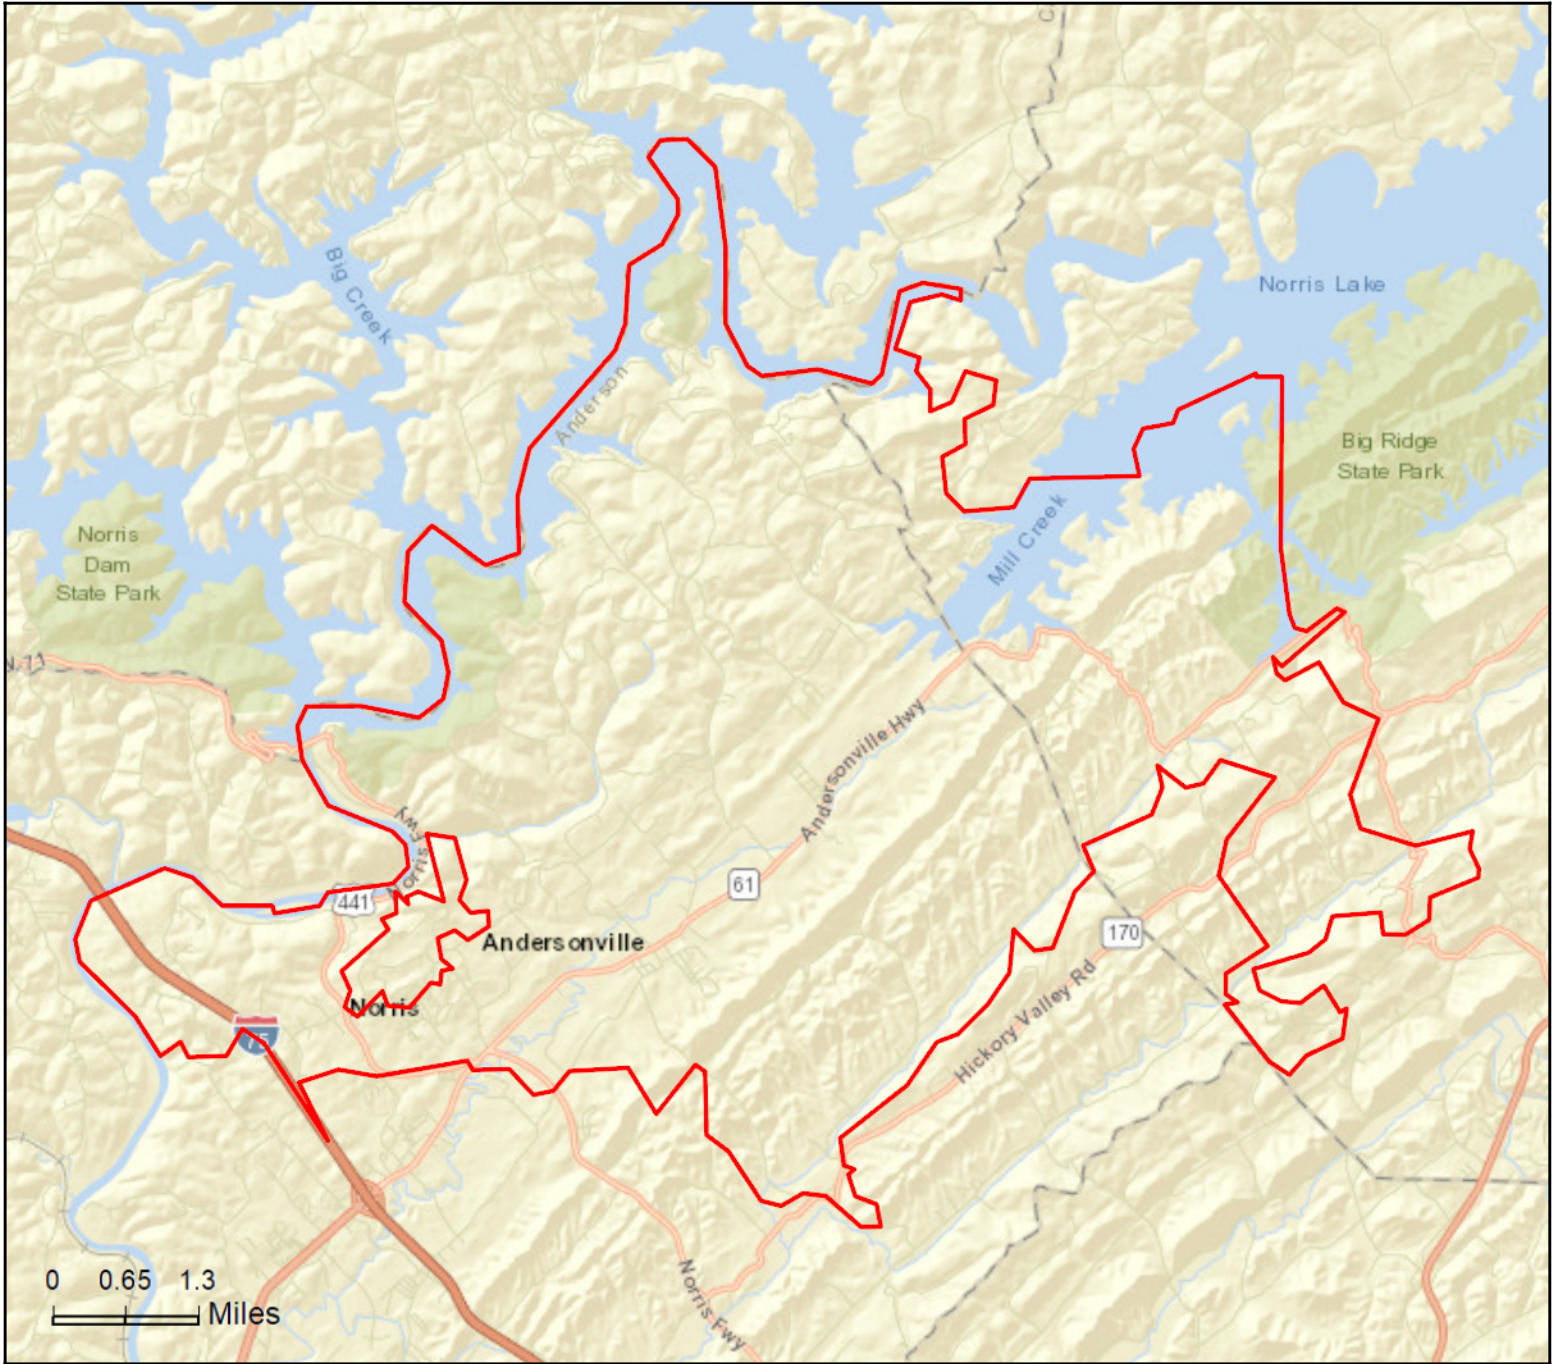 Big Creek
Norris Lake
Anderson
Big Ridge
State Park
Norris
Dam
State Park
Mill Creek
Andersonville Hwy
Norris Fwy
61
441
170
Andersonville
Norris
75
Hickory Valley Rd
0 0.65 1.3
Miles
Norris Fwy